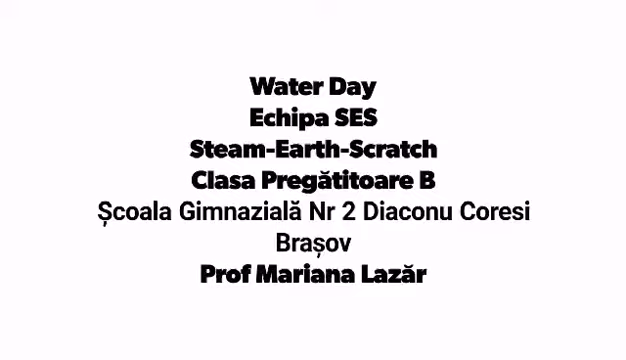 Water Day
Echipa SES
Steam-Earth-Scratch
Clasa Pregătitoare B
Școala Gimnazială Nr 2 Diaconu Coresi
Brașov
Prof Mariana Lazăr